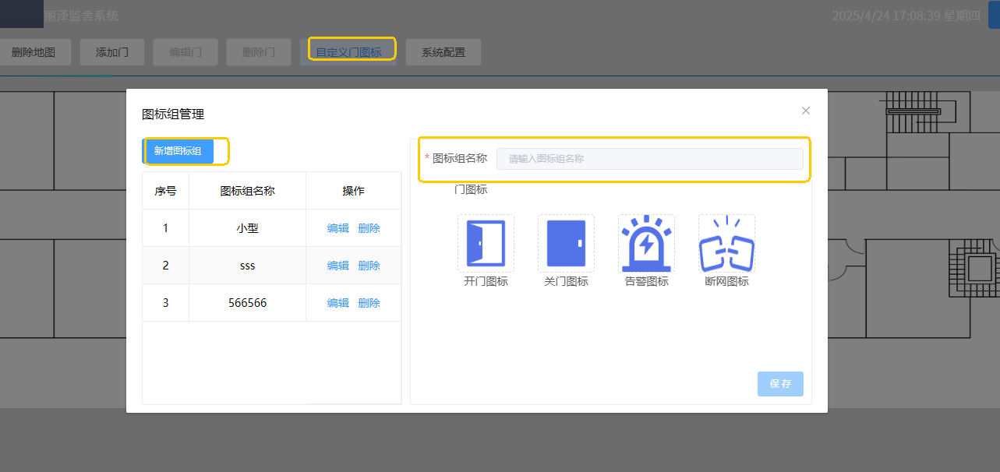 丽泽监舍系统
2025/4/24 17:08:39 星期四
删除地图 添加门 编辑门 删除门 自定义门图标 系统配置
图标组管理
新增图标组
序号 图标组名称 操作
1 小型 编辑 删除
2 sss 编辑 删除
3 566566 编辑 删除
* 图标组名称 请输入图标组名称
门图标
开门图标 关门图标 告警图标 断网图标
保存